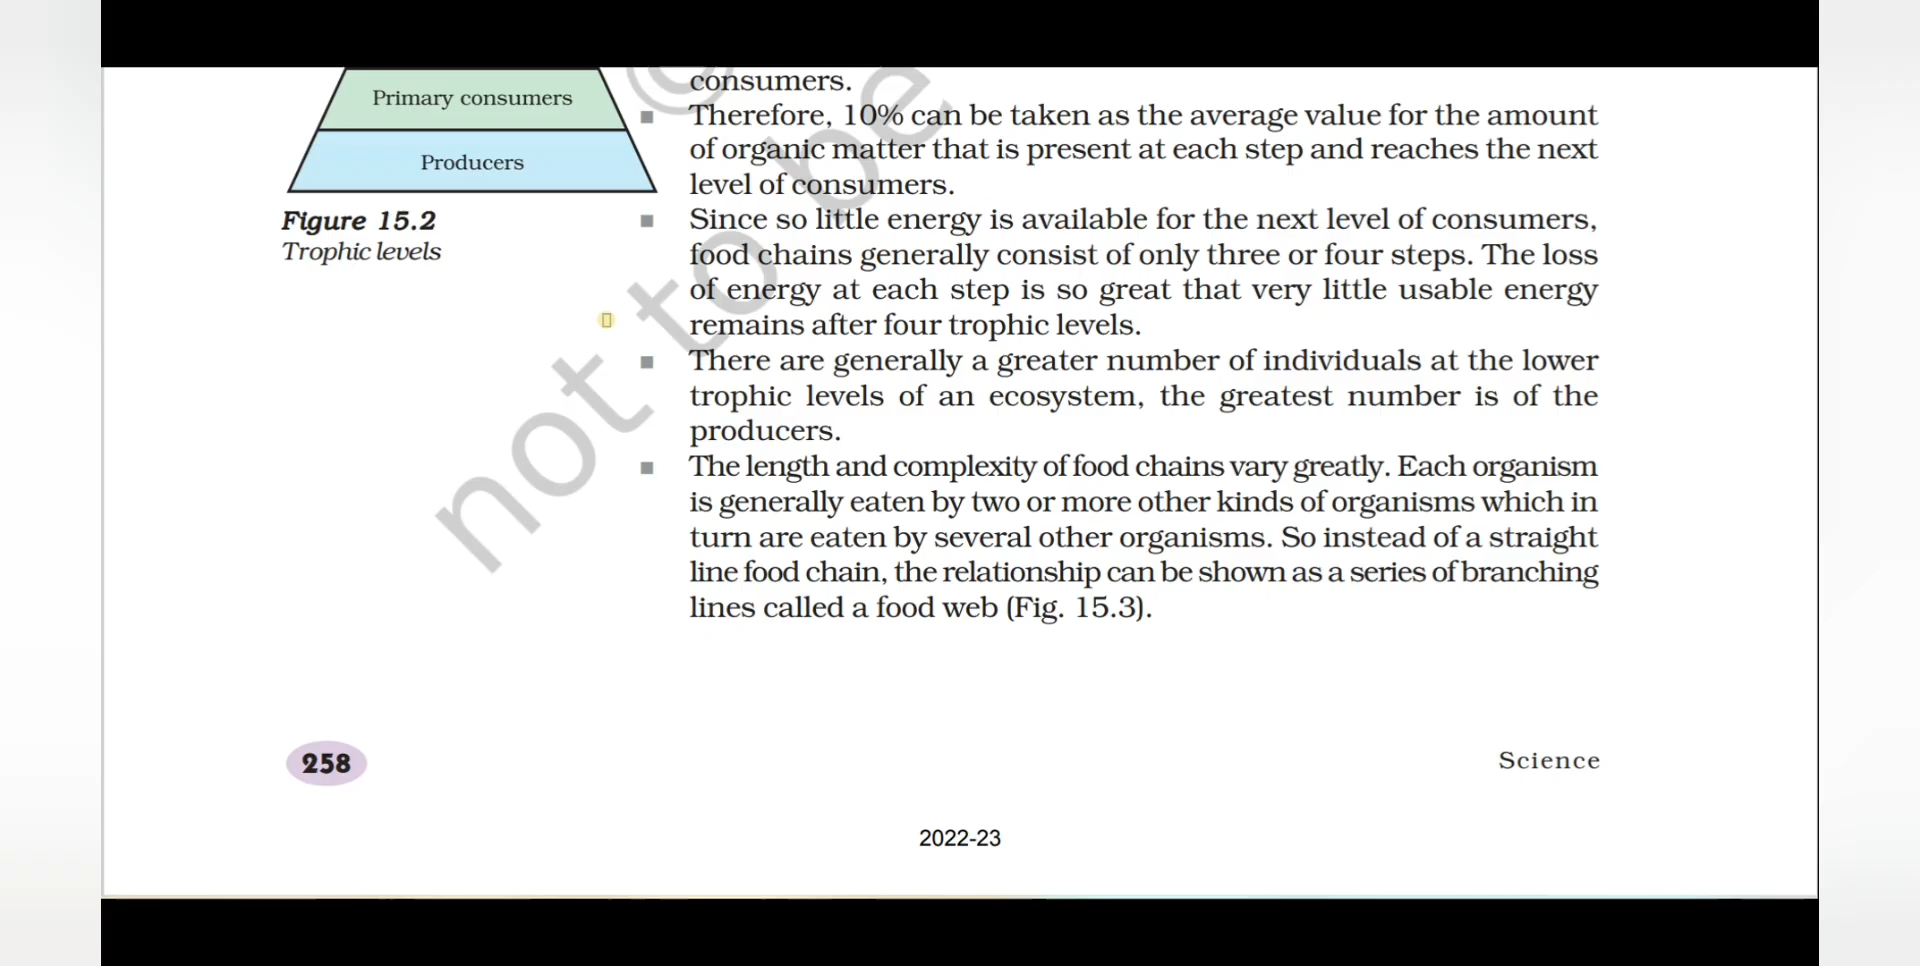 Primary consumers
Producers
Figure 15.2
Trophic levels
consumers.
Therefore, 10% can be taken as the average value for the amount
of organic matter that is present at each step and reaches the next
level of consumers.
Since so little energy is available for the next level of consumers,
food chains generally consist of only three or four steps. The loss
of energy at each step is so great that very little usable energy
remains after four trophic levels.
There are generally a greater number of individuals at the lower
trophic levels of an ecosystem, the greatest number is of the
producers.
The length and complexity of food chains vary greatly. Each organism
is generally eaten by two or more other kinds of organisms which in
turn are eaten by several other organisms. So instead of a straight
line food chain, the relationship can be shown as a series of branching
lines called a food web (Fig. 15.3).
©
not to be
258
Science
2022-23